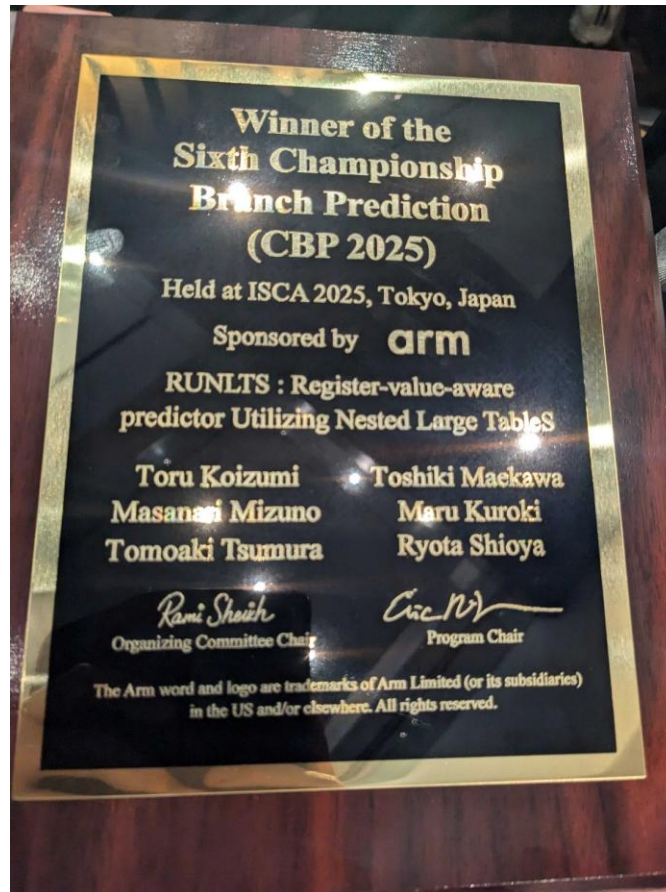 Winner of the
Sixth Championship
Branch Prediction
(CBP 2025)
Held at ISCA 2025, Tokyo, Japan
Sponsored by arm
RUNLTS : Register-value-aware
predictor Utilizing Nested Large TableS
Toru Koizumi Toshiki Maekawa
Masanari Mizuno Maru Kuroki
Tomoaki Tsumura Ryota Shioya
Rami Sheikh
Organizing Committee Chair Program Chair
The Arm word and logo are trademarks of Arm Limited (or its subsidiaries)
in the US and/or elsewhere. All rights reserved.